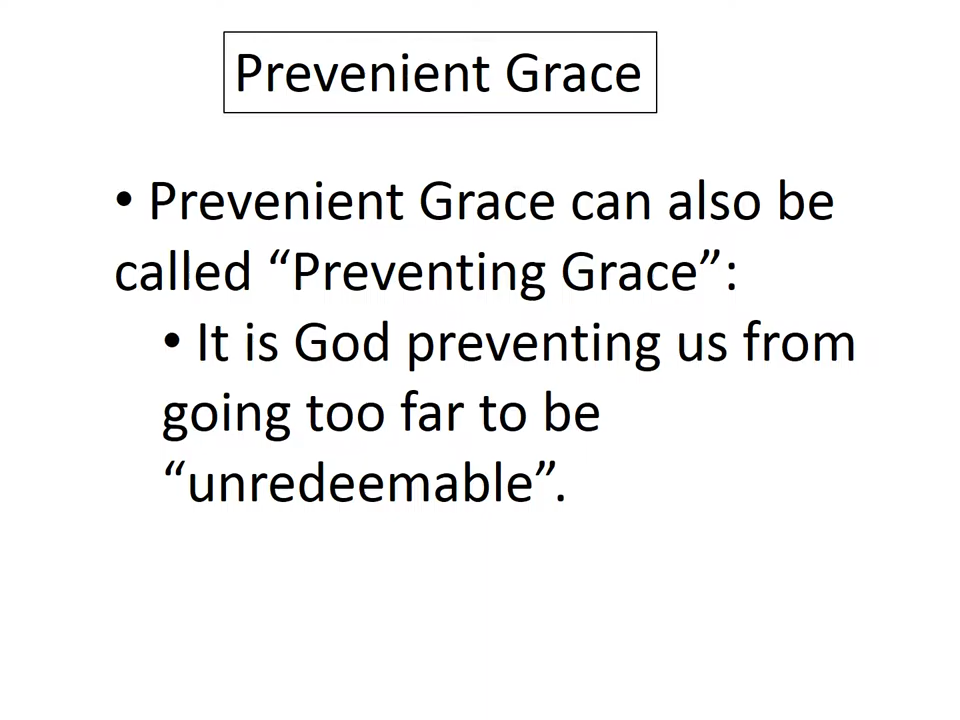 Prevenient Grace
• Prevenient Grace can also be
called “Preventing Grace”:
• It is God preventing us from
going too far to be
“unredeemable”.